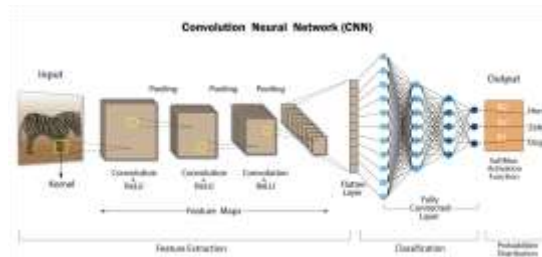 Convolution Neural Network (CNN)
Input
Output
Pooling
Pooling
Pooling
Kernel
Convolution
+
ReLU
Convolution
+
ReLU
Convolution
+
ReLU
Flatten
Layer
Feature Maps
Fully
Connected
Layer
SoftMax
Activation
Function
Feature Extraction
Classification
Probabilistic
Distribution